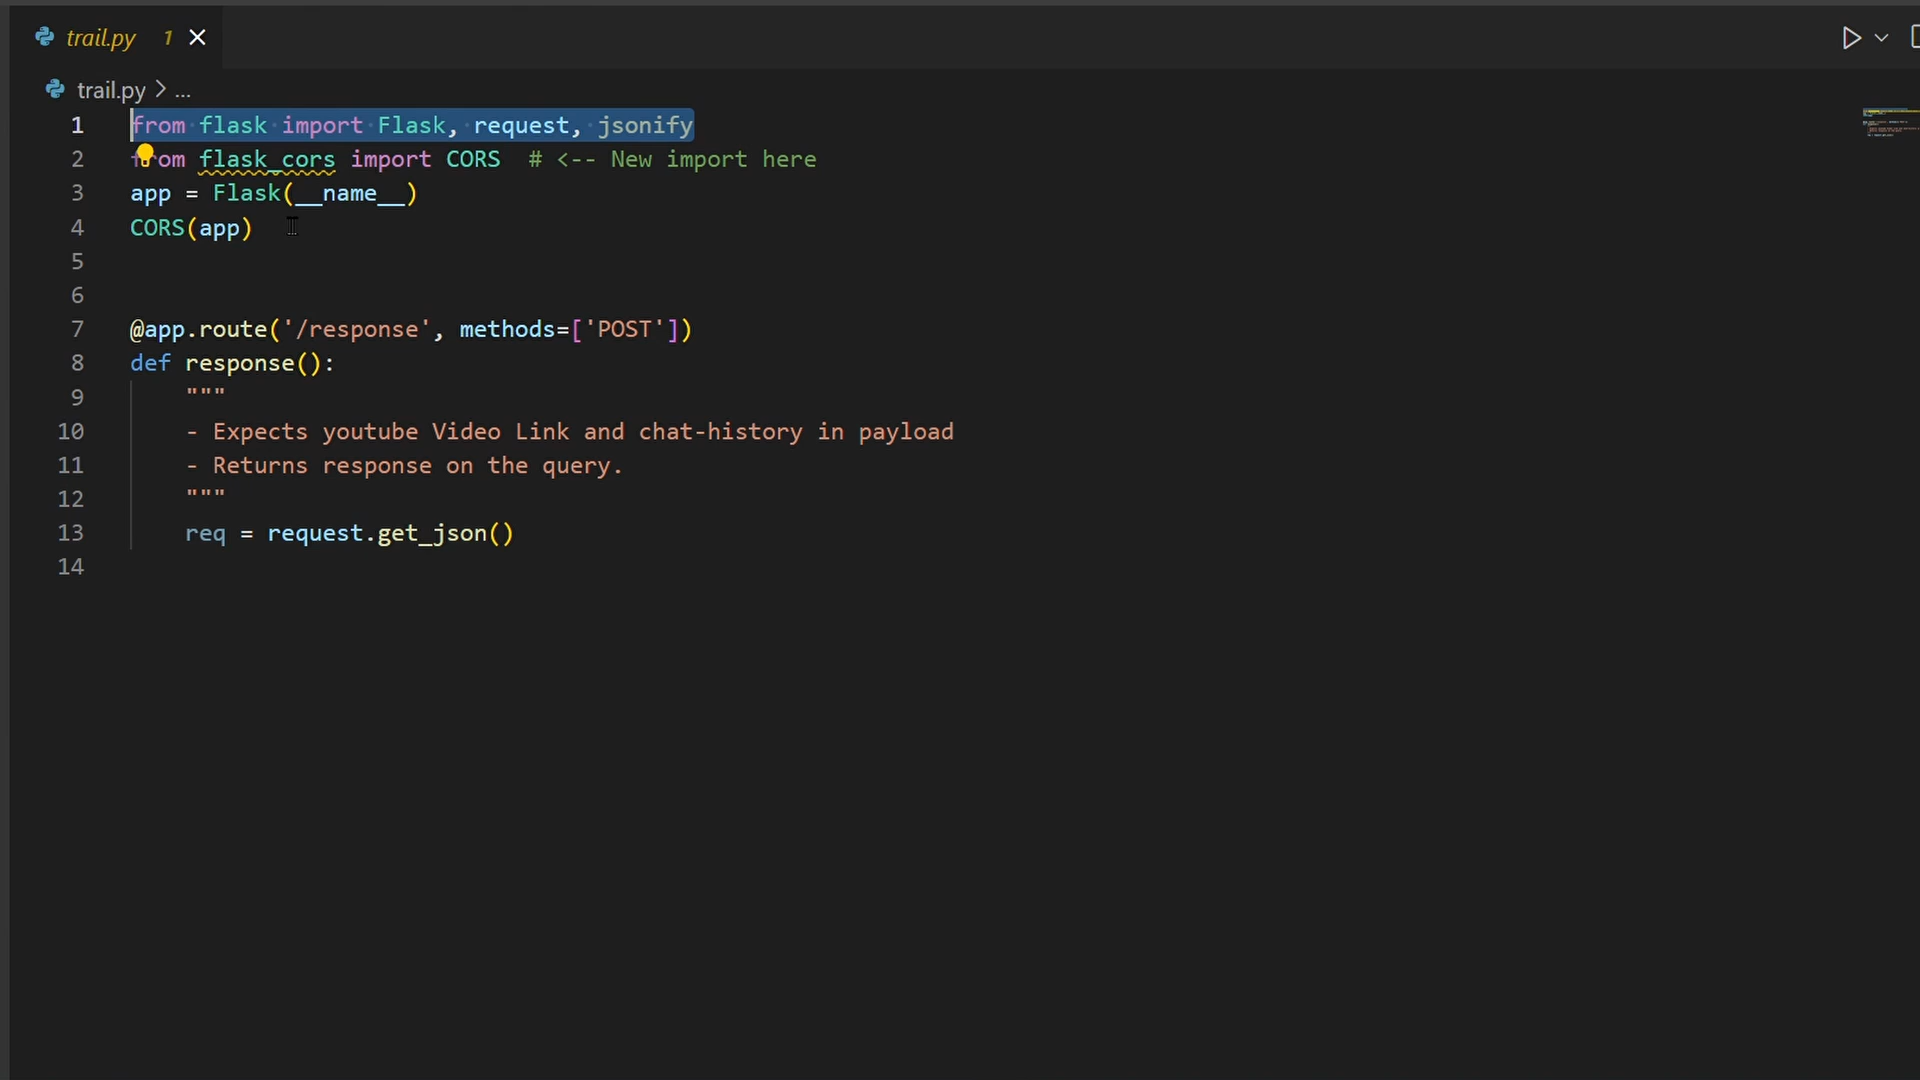 trail.py 1
trail.py > ...
1 from flask import Flask, request, jsonify
2 from flask_cors import CORS # <-- New import here
3 app = Flask(__name__)
4 CORS(app)
5
6
7 @app.route('/response', methods=['POST'])
8 def response():
9 """
10 - Expects youtube Video Link and chat-history in payload
11 - Returns response on the query.
12 """
13 req = request.get_json()
14